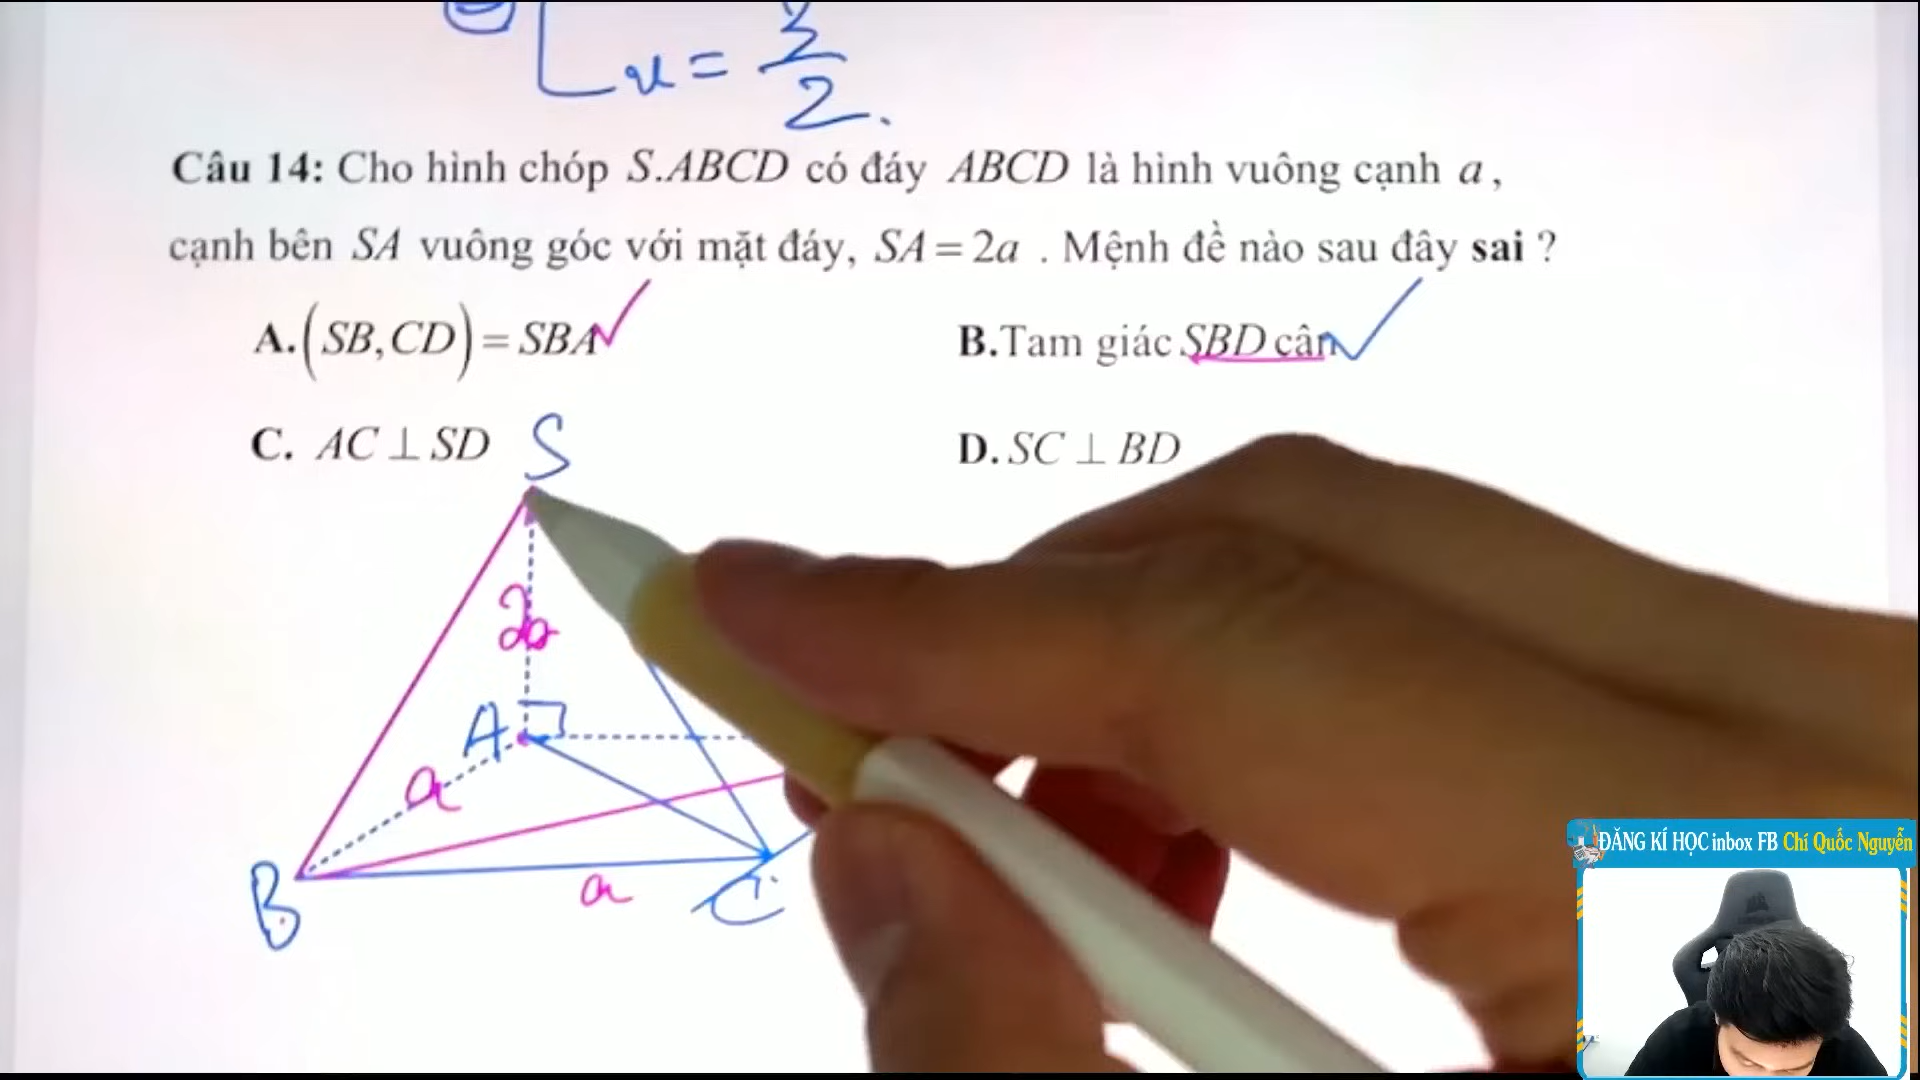 u = 3/2.
Câu 14: Cho hình chóp S.ABCD có đáy ABCD là hình vuông cạnh a,
cạnh bên SA vuông góc với mặt đáy, SA = 2a . Mệnh đề nào sau đây sai ?
A.(SB,CD) = SBA
B.Tam giác SBD cân
C. AC ⊥ SD
D. SC ⊥ BD
S
2a
A
a
B
a
C
ĐĂNG KÍ HỌC inbox FB Chí Quốc Nguyễn